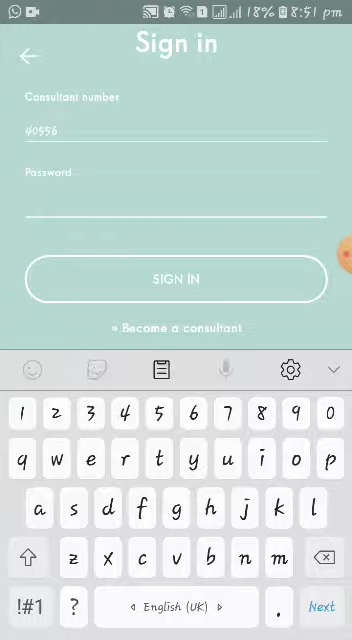 18% 8:51 pm
Sign in
Consultant number
40556
Password
SIGN IN
» Become a consultant
1 2 3 4 5 6 7 8 9 0
q w e r t y u i o p
a s d f g h j k l
z x c v b n m
!#1 ? English (UK) . Next